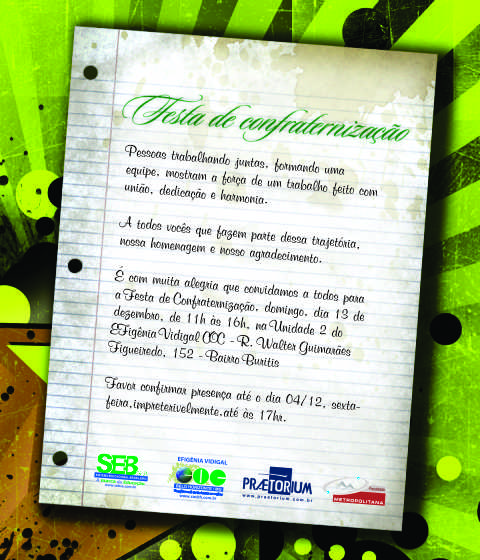 Festa de confraternização
Pessoas trabalhando juntas, formando uma
equipe, mostram a força de um trabalho feito com
união, dedicação e harmonia.
A todos vocês que fazem parte dessa trajetória,
nossa homenagem e nosso agradecimento.
É com muita alegria que convidamos a todos para
a Festa de Confraternização, domingo, dia 13 de
dezembro, de 11h às 16h, na Unidade 2 do
EFigênia Vidigal COC - R. Walter Guimarães
Figueiredo, 152 - Bairro Buritis
Favor confirmar presença até o dia 04/12, sexta-
feira,impreterivelmente,até às 17hr.
SEB
EFIGÊNIA VIDIGAL
COC
PRÆTORIUM
www.praetorium.com.br
METROPOLITANA